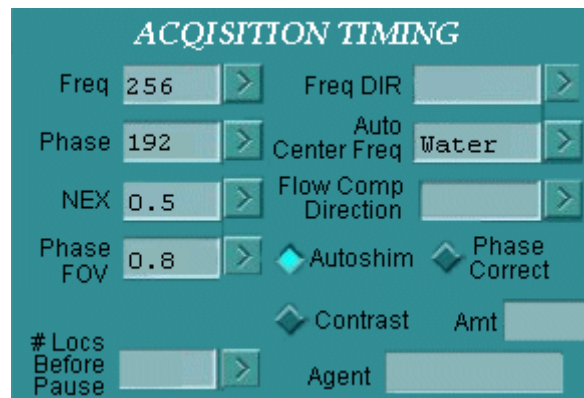 ACQISITION TIMING
Freq 256 > Freq DIR >
Phase 192 > Auto Center Freq Water >
NEX 0.5 > Flow Comp Direction >
Phase FOV 0.8 > Autoshim Phase Correct
Contrast Amt
# Locs Before Pause > Agent